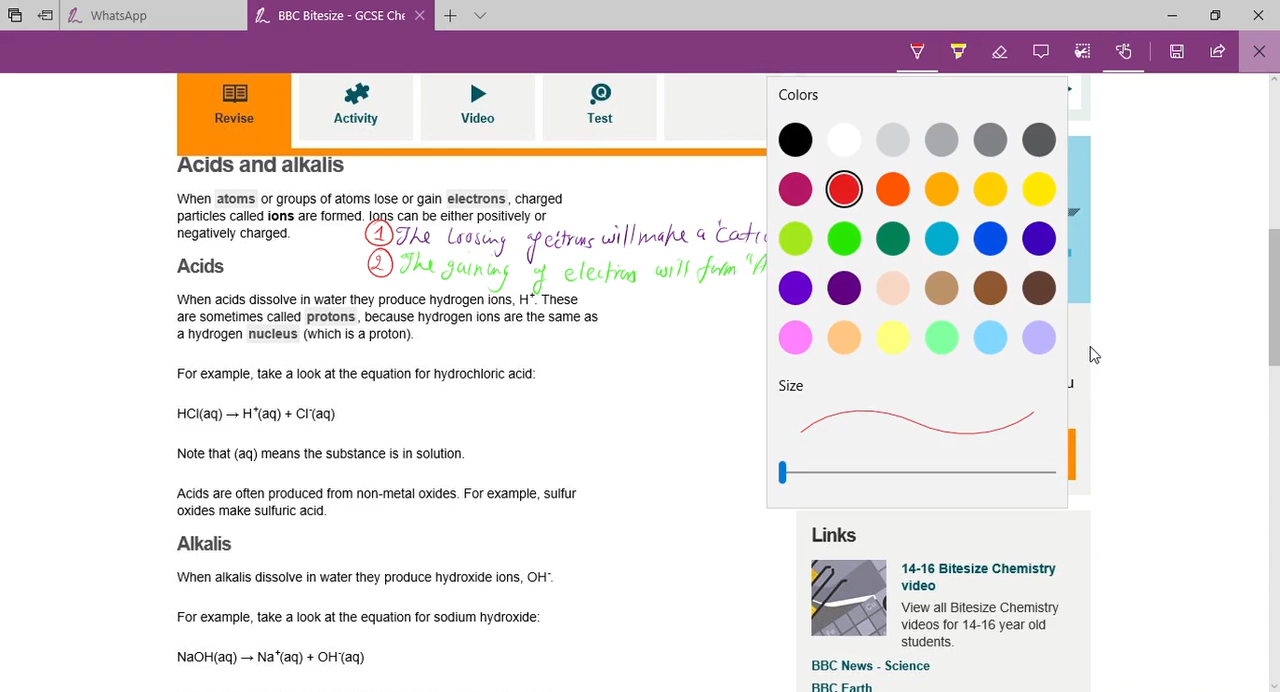 WhatsApp
BBC Bitesize - GCSE Che
Revise
Activity
Video
Test
Colors
Acids and alkalis
When atoms or groups of atoms lose or gain electrons, charged
particles called ions are formed. Ions can be either positively or
negatively charged.
① The loosing of ectrons will make a "Cati
② The gaining of electron will form "A
Acids
When acids dissolve in water they produce hydrogen ions, H⁺. These
are sometimes called protons, because hydrogen ions are the same as
a hydrogen nucleus (which is a proton).
For example, take a look at the equation for hydrochloric acid:
HCl(aq) → H⁺(aq) + Cl⁻(aq)
Note that (aq) means the substance is in solution.
Acids are often produced from non-metal oxides. For example, sulfur
oxides make sulfuric acid.
Alkalis
When alkalis dissolve in water they produce hydroxide ions, OH⁻.
For example, take a look at the equation for sodium hydroxide:
NaOH(aq) → Na⁺(aq) + OH⁻(aq)
Size
u
Links
14-16 Bitesize Chemistry
video
View all Bitesize Chemistry
videos for 14-16 year old
students.
BBC News - Science
BBC Earth